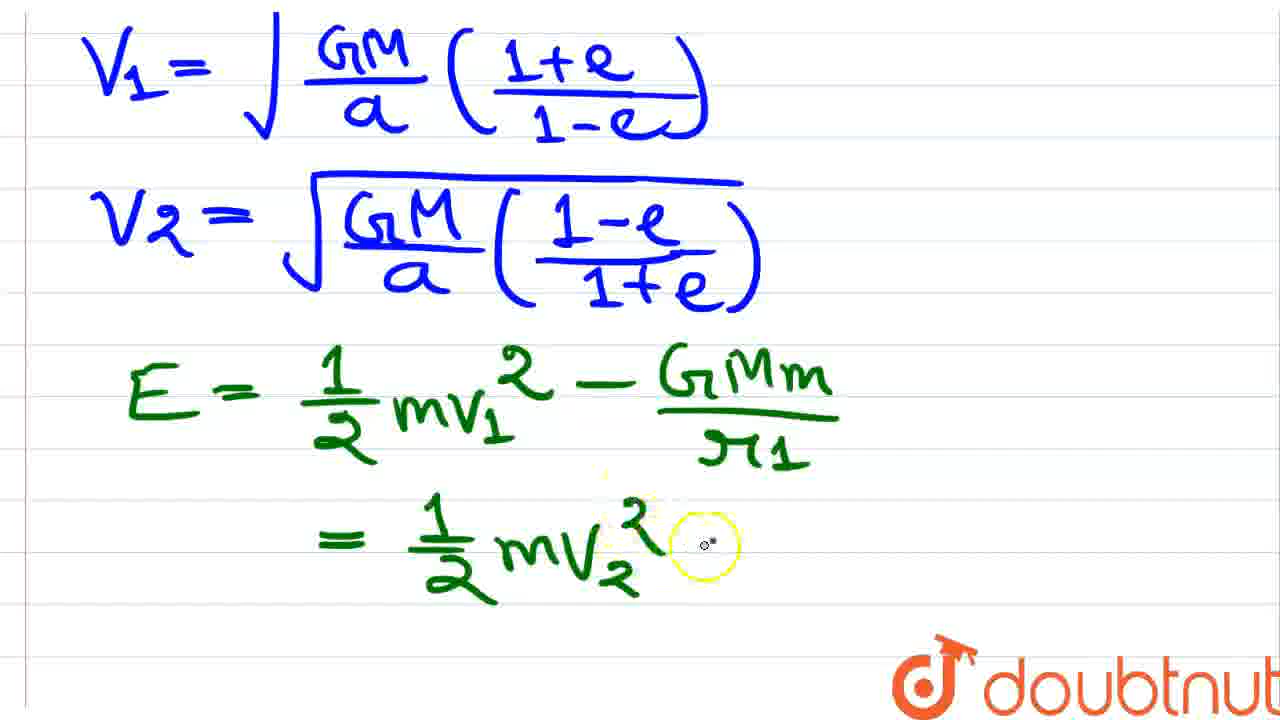 V1 = √ GM/a ( 1+e / 1-e )
V2 = √ GM/a ( 1-e / 1+e )
E = 1/2 mv1² - GMm/r1
= 1/2 mv2²
doubtnut